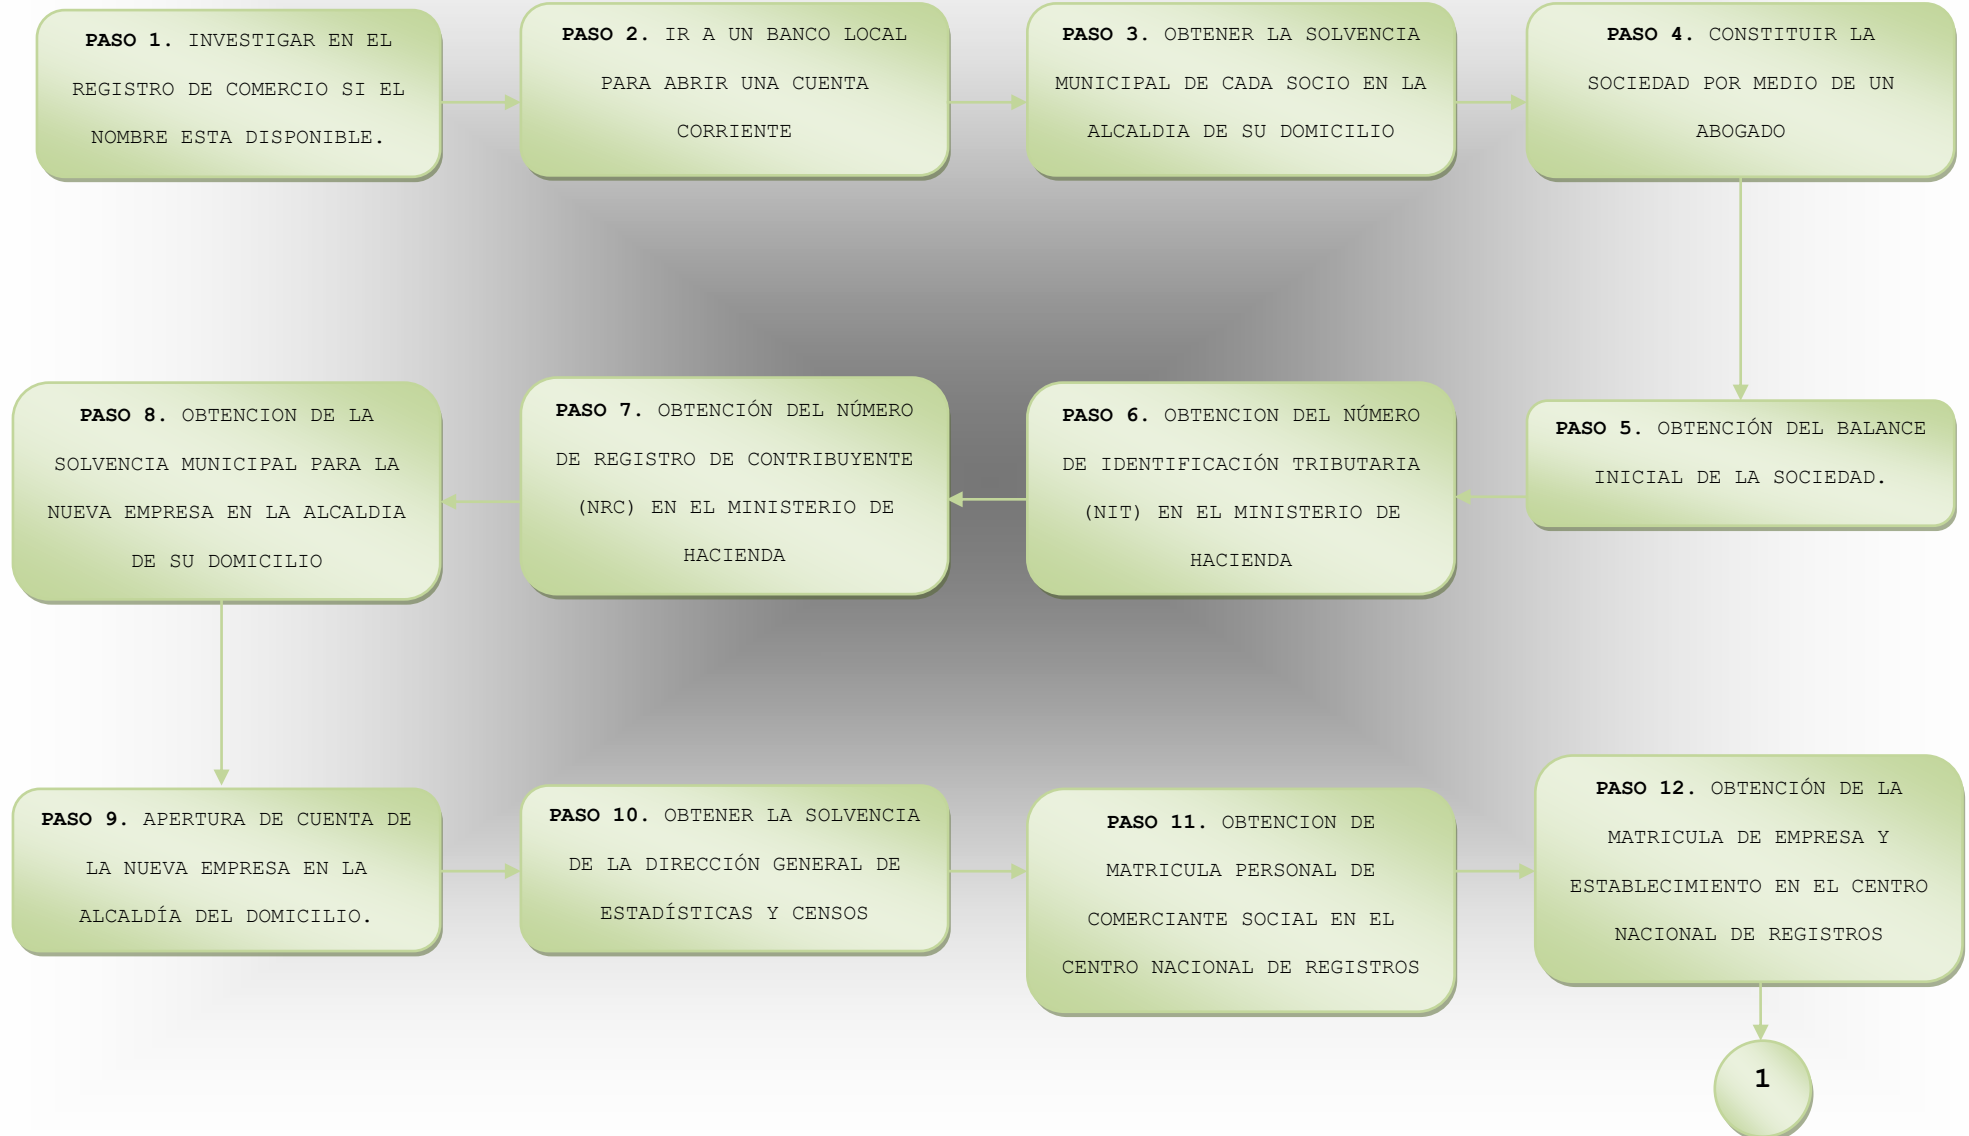 PASO 1. INVESTIGAR EN EL
REGISTRO DE COMERCIO SI EL
NOMBRE ESTA DISPONIBLE.
PASO 2. IR A UN BANCO LOCAL
PARA ABRIR UNA CUENTA
CORRIENTE
PASO 3. OBTENER LA SOLVENCIA
MUNICIPAL DE CADA SOCIO EN LA
ALCALDIA DE SU DOMICILIO
PASO 4. CONSTITUIR LA
SOCIEDAD POR MEDIO DE UN
ABOGADO
PASO 5. OBTENCIÓN DEL BALANCE
INICIAL DE LA SOCIEDAD.
PASO 6. OBTENCION DEL NÚMERO
DE IDENTIFICACIÓN TRIBUTARIA
(NIT) EN EL MINISTERIO DE
HACIENDA
PASO 7. OBTENCIÓN DEL NÚMERO
DE REGISTRO DE CONTRIBUYENTE
(NRC) EN EL MINISTERIO DE
HACIENDA
PASO 8. OBTENCION DE LA
SOLVENCIA MUNICIPAL PARA LA
NUEVA EMPRESA EN LA ALCALDIA
DE SU DOMICILIO
PASO 9. APERTURA DE CUENTA DE
LA NUEVA EMPRESA EN LA
ALCALDÍA DEL DOMICILIO.
PASO 10. OBTENER LA SOLVENCIA
DE LA DIRECCIÓN GENERAL DE
ESTADÍSTICAS Y CENSOS
PASO 11. OBTENCION DE
MATRICULA PERSONAL DE
COMERCIANTE SOCIAL EN EL
CENTRO NACIONAL DE REGISTROS
PASO 12. OBTENCIÓN DE LA
MATRICULA DE EMPRESA Y
ESTABLECIMIENTO EN EL CENTRO
NACIONAL DE REGISTROS
1